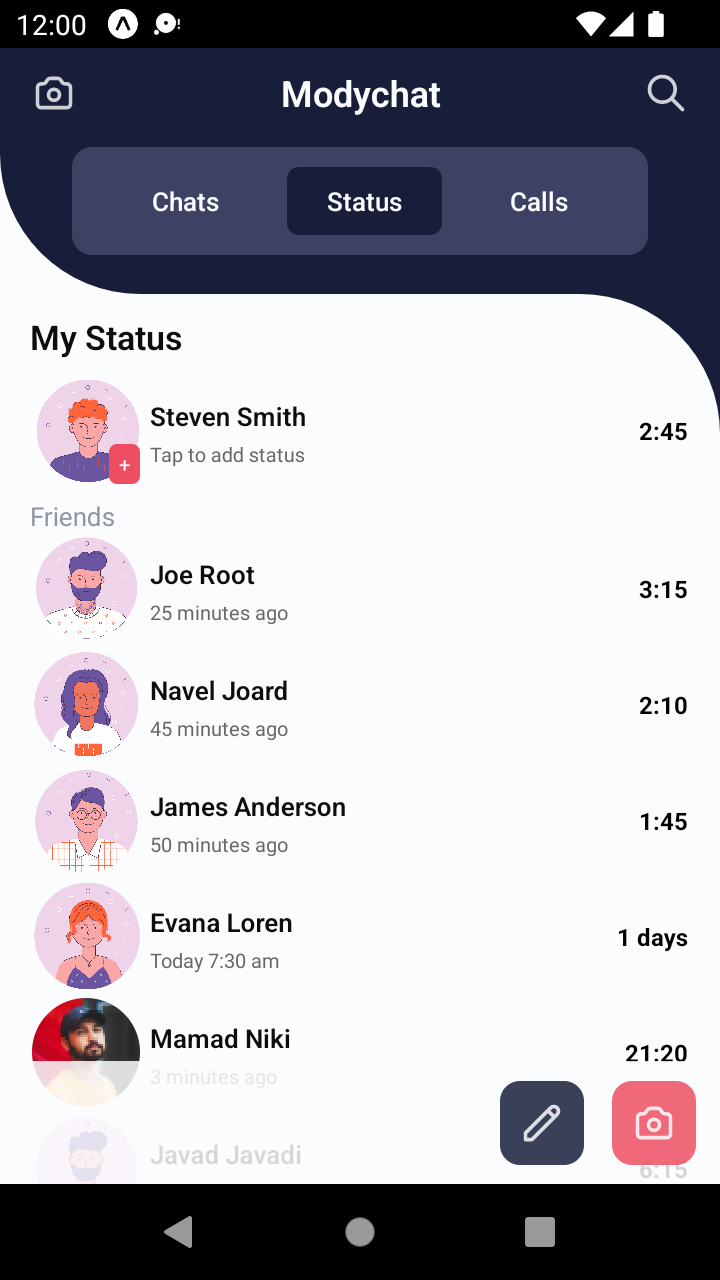 12:00
Modychat
Chats Status Calls
My Status
Steven Smith
Tap to add status
2:45
+
Friends
Joe Root
25 minutes ago
3:15
Navel Joard
45 minutes ago
2:10
James Anderson
50 minutes ago
1:45
Evana Loren
Today 7:30 am
1 days
Mamad Niki
3 minutes ago
21:20
Javad Javadi
6:15